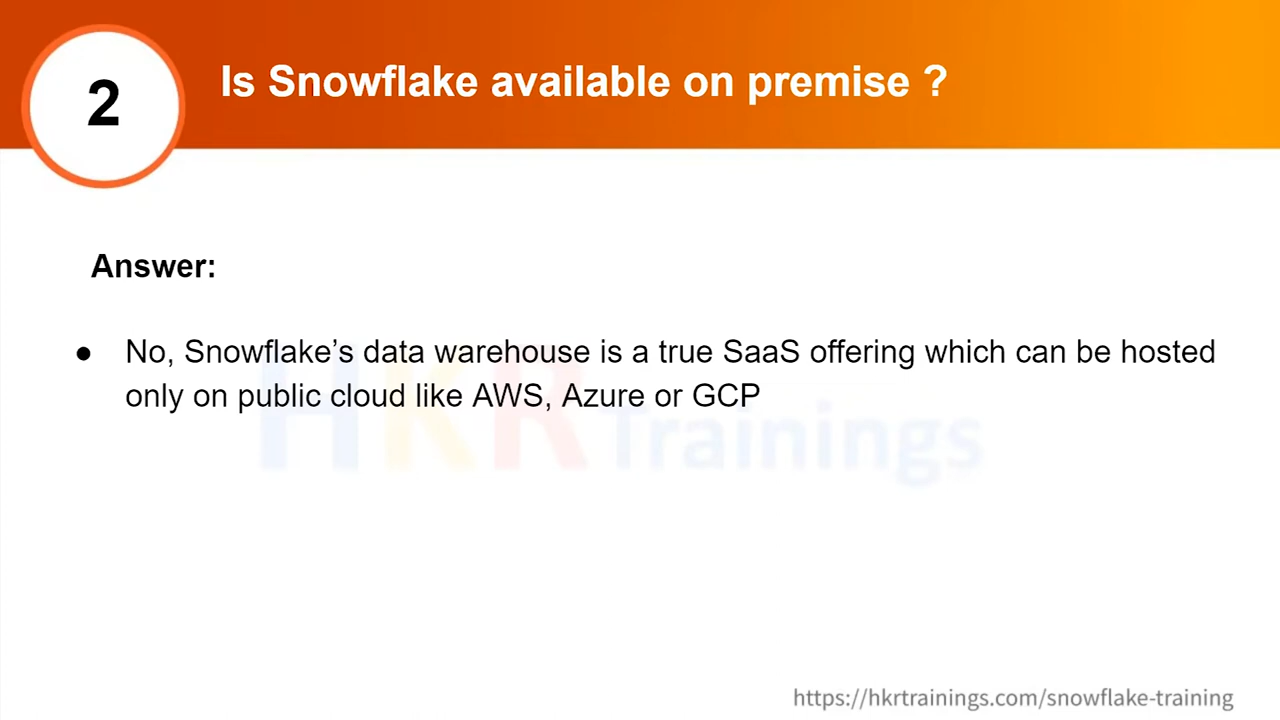 2
Is Snowflake available on premise ?
Answer:
● No, Snowflake’s data warehouse is a true SaaS offering which can be hosted
only on public cloud like AWS, Azure or GCP
HKR Trainings
https://hkrtrainings.com/snowflake-training